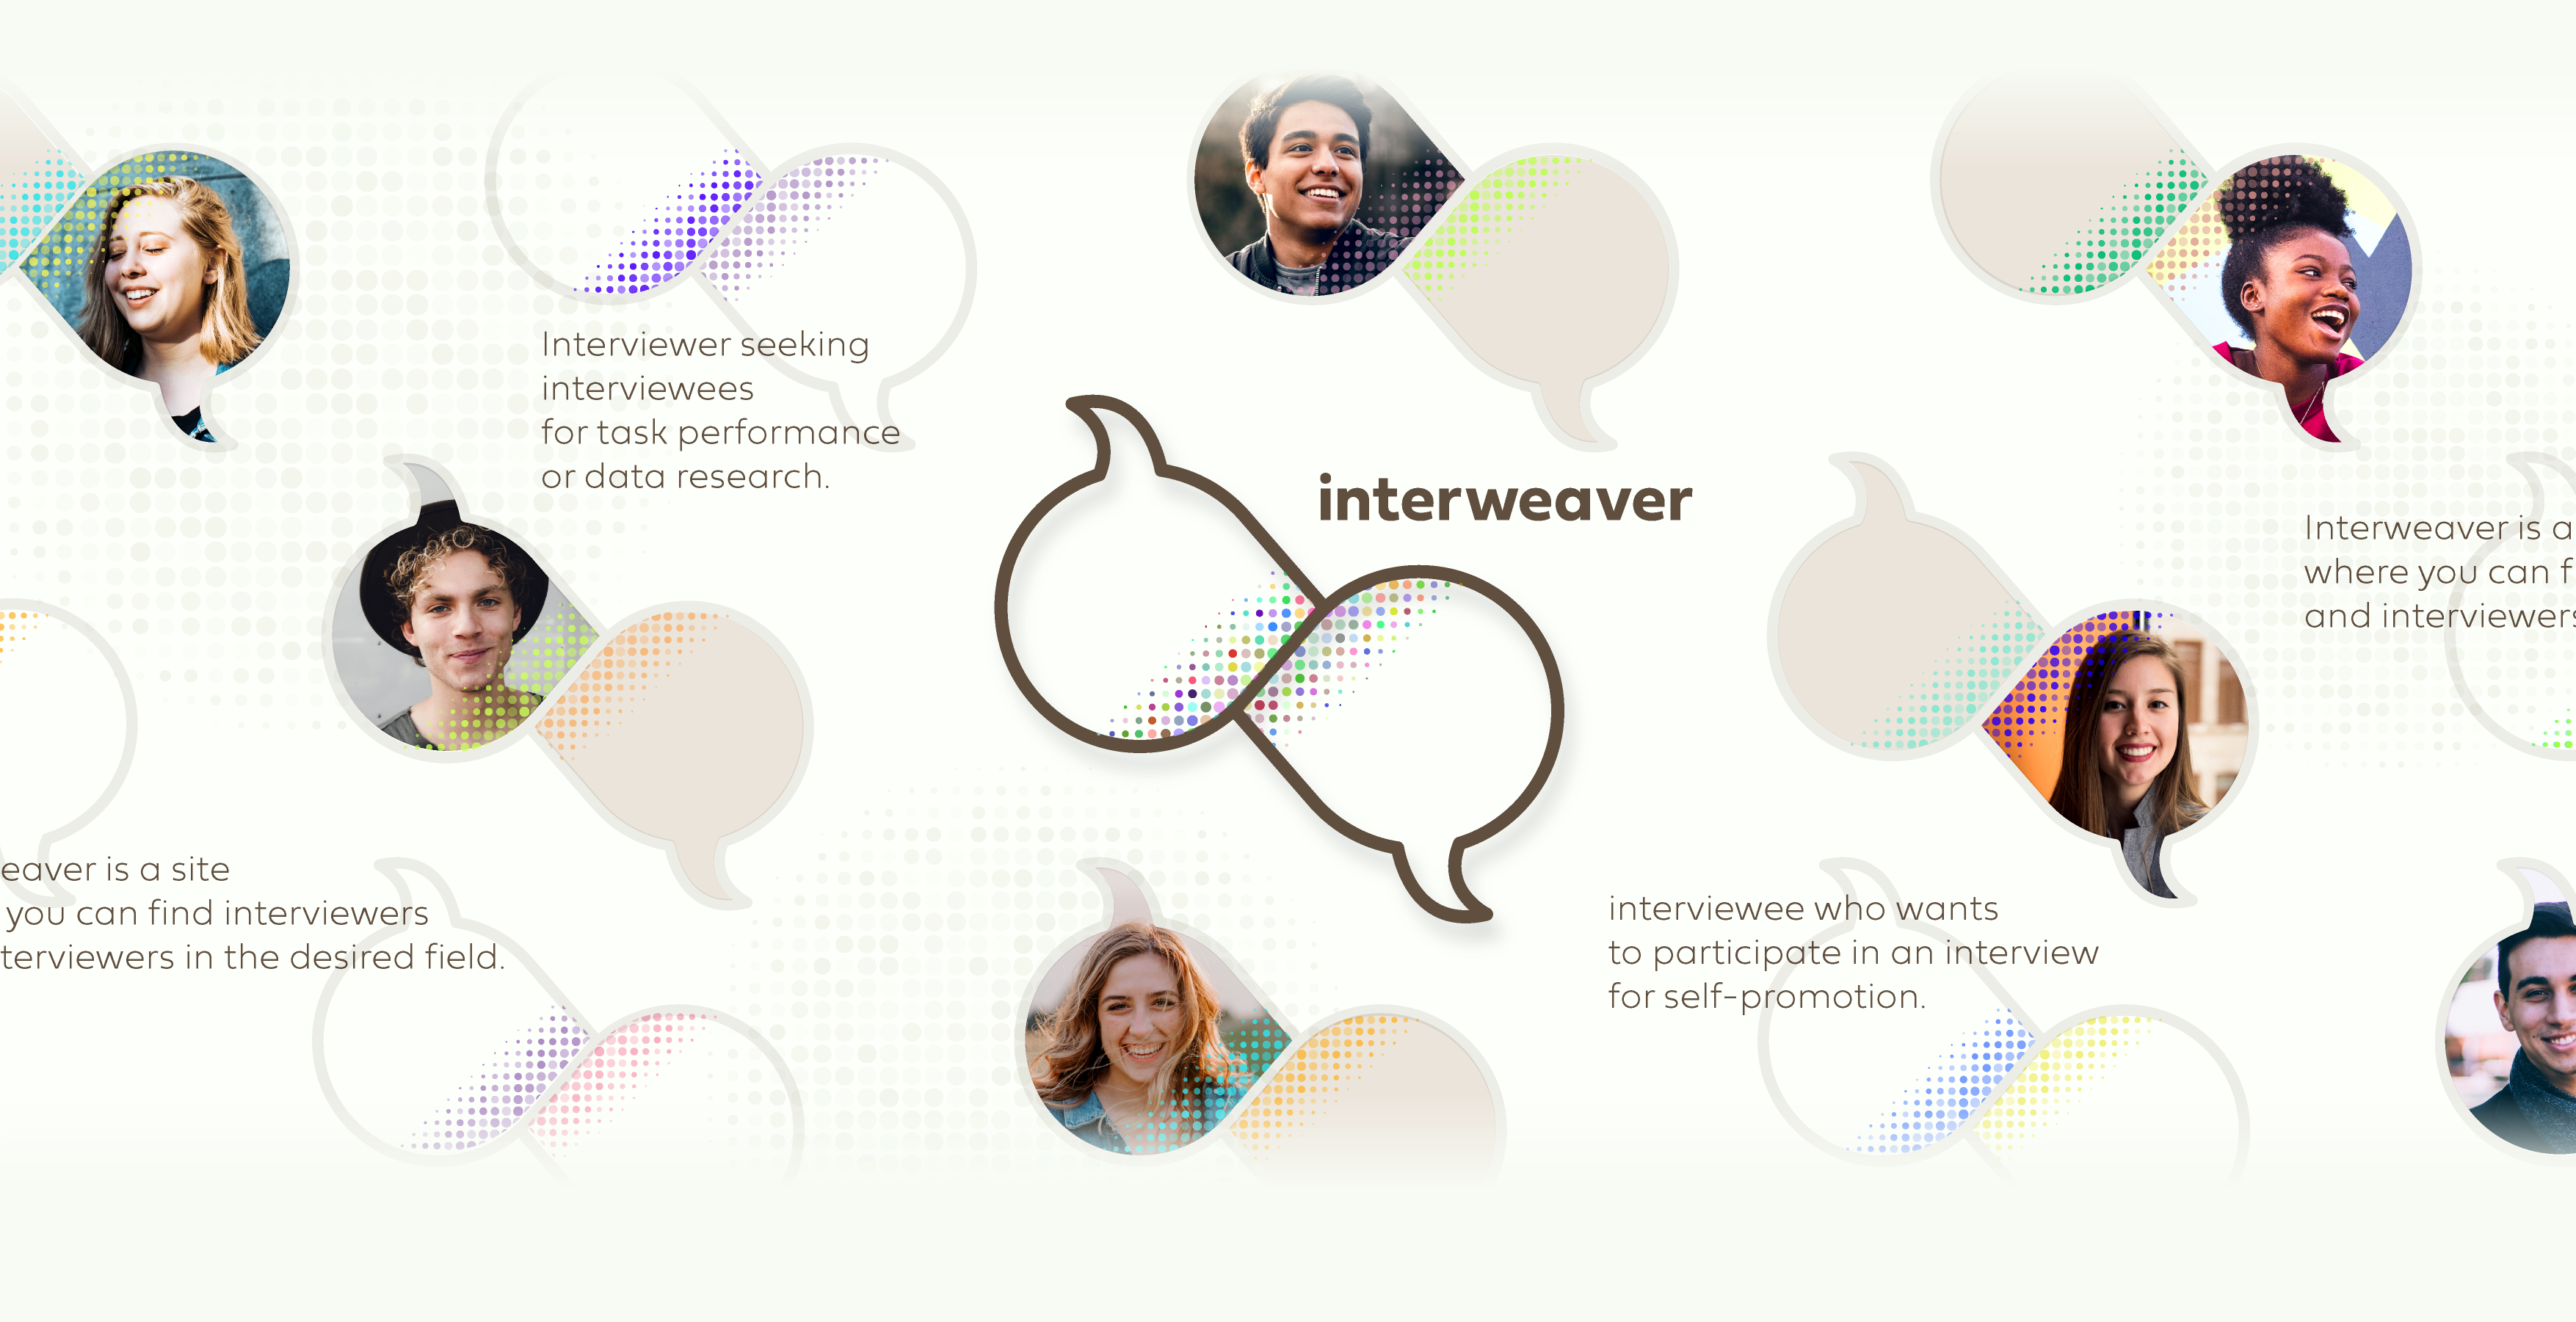 Interviewer seeking
interviewees
for task performance
or data research.
interweaver
Interweaver is a
where you can f
and interviewers
eaver is a site
you can find interviewers
terviewers in the desired field.
interviewee who wants
to participate in an interview
for self-promotion.